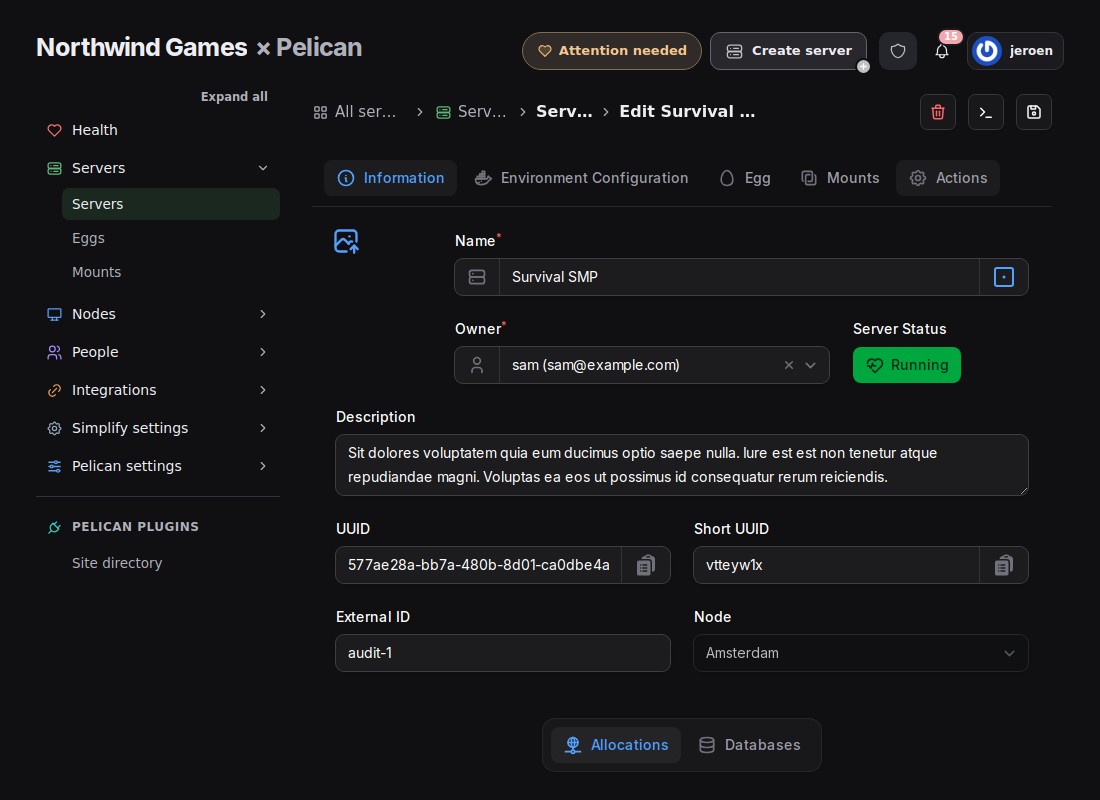 Northwind Games × Pelican
Attention needed
Create server
15
jeroen
Expand all
Health
Servers
Servers
Eggs
Mounts
Nodes
People
Integrations
Simplify settings
Pelican settings
PELICAN PLUGINS
Site directory
All ser… > Serv… > Serv… > Edit Survival …
Information
Environment Configuration
Egg
Mounts
Actions
Name*
Survival SMP
Owner*
sam (sam@example.com)
Server Status
Running
Description
Sit dolores voluptatem quia eum ducimus optio saepe nulla. Iure est est non tenetur atque
repudiandae magni. Voluptas ea eos ut possimus id consequatur rerum reiciendis.
UUID
577ae28a-bb7a-480b-8d01-ca0dbe4a
Short UUID
vtteyw1x
External ID
audit-1
Node
Amsterdam
Allocations
Databases